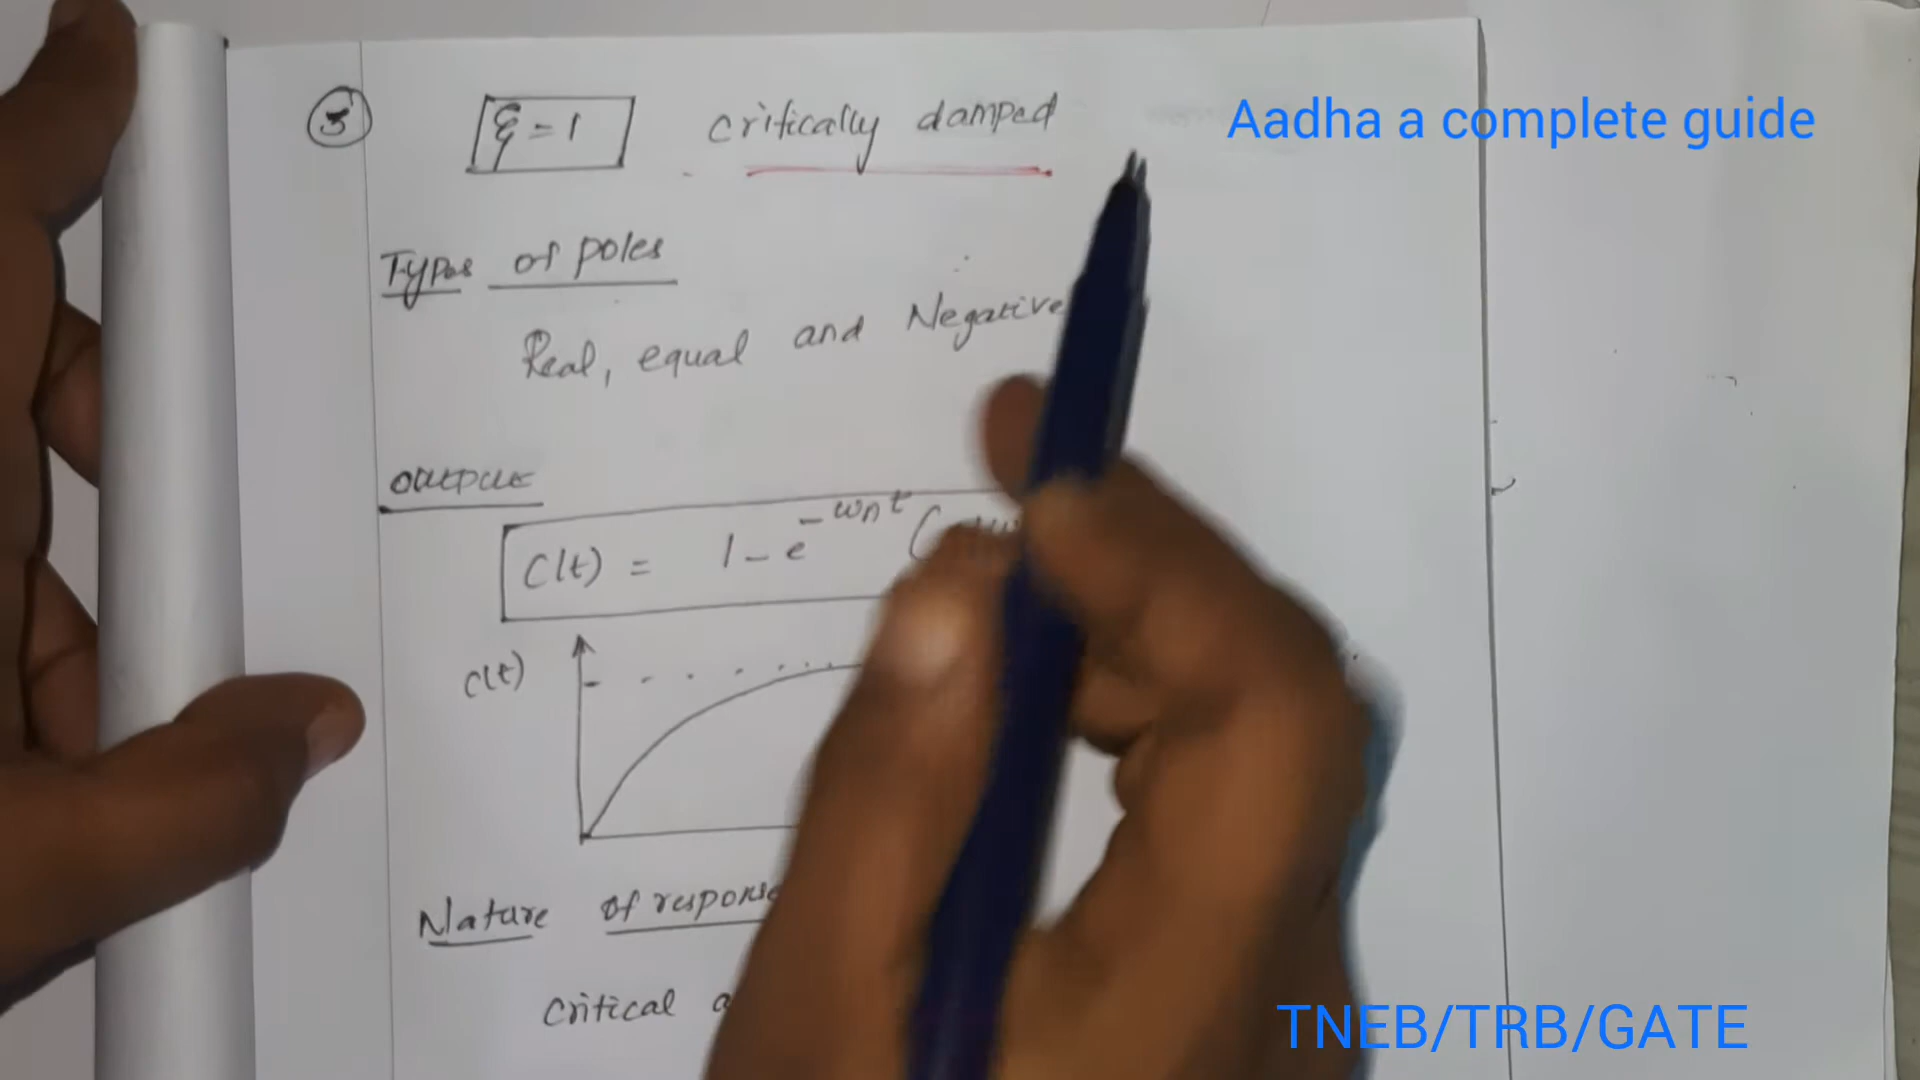 3 ξ = 1 critically damped
Aadha a complete guide
Types of poles
Real, equal and Negative
output
C(t) = 1 - e^-ωnt (
C(t)
Nature of response
critical
TNEB/TRB/GATE